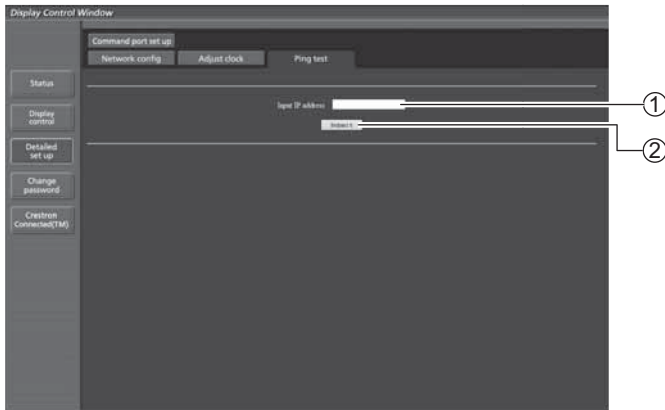 Display Control Window
Command port set up
Network config
Adjust clock
Ping test
Status
Input IP address
①
Submit
Display
control
②
Detailed
set up
Change
password
Crestron
Connected(TM)